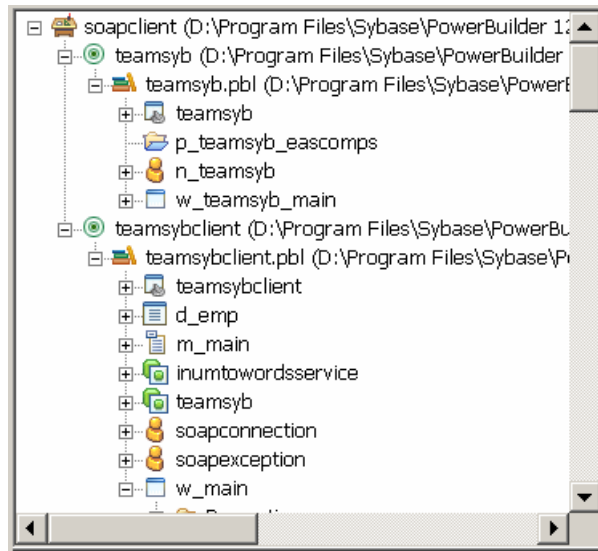 soapclient (D:\Program Files\Sybase\PowerBuilder 12
teamsyb (D:\Program Files\Sybase\PowerBuilder
teamsyb.pbl (D:\Program Files\Sybase\PowerB
teamsyb
p_teamsyb_eascomps
n_teamsyb
w_teamsyb_main
teamsybclient (D:\Program Files\Sybase\PowerBu
teamsybclient.pbl (D:\Program Files\Sybase\P
teamsybclient
d_emp
m_main
inumtowordsservice
teamsyb
soapconnection
soapexception
w_main